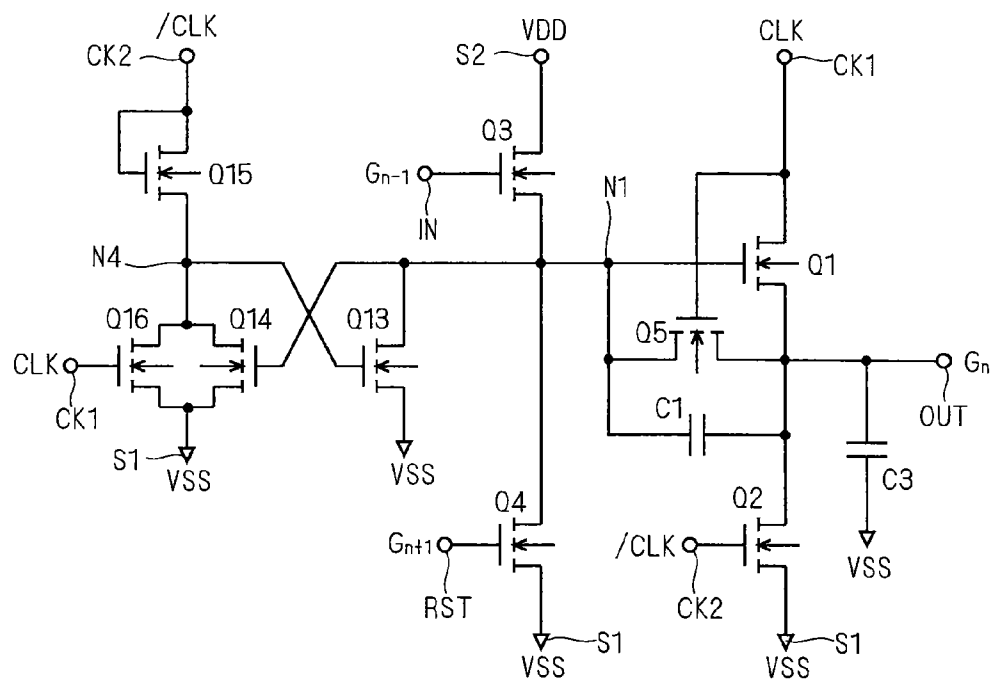 /CLK
CK2
Q15
N4
Q16
Q14
Q13
CLK
CK1
S1
VSS
VSS
VDD
S2
Q3
Gn-1
IN
N1
Q4
Gn+1
RST
S1
VSS
CLK
CK1
Q1
Q5
C1
Gn
OUT
C3
VSS
Q2
/CLK
CK2
S1
VSS